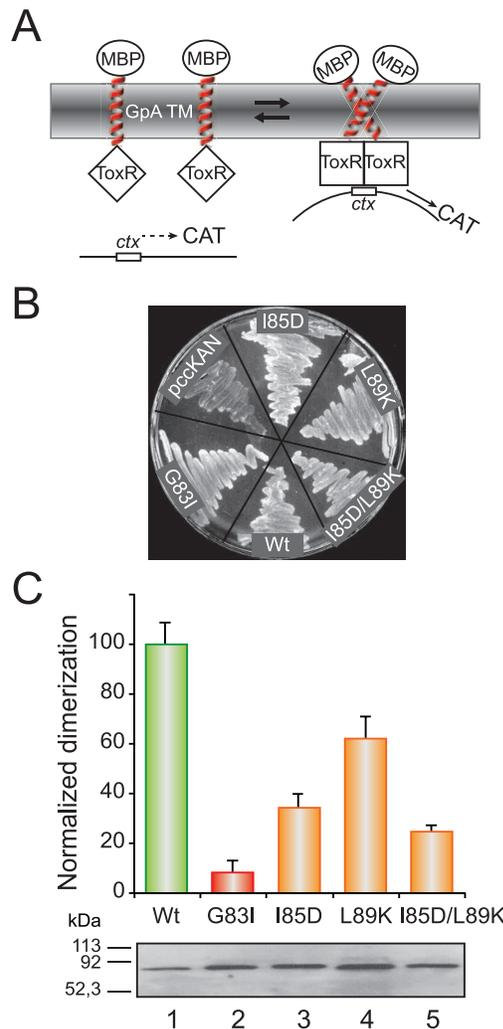 A
MBP MBP MBP MBP
GpA TM
ToxR ToxR ToxR ToxR
ctx CAT
ctx CAT
B
I85D
pccKAN L89K
G83I I85D/L89K
Wt
C
Normalized dimerization
100
80
60
40
20
0
Wt G83I I85D L89K I85D/L89K
kDa
113
92
52,3
1 2 3 4 5